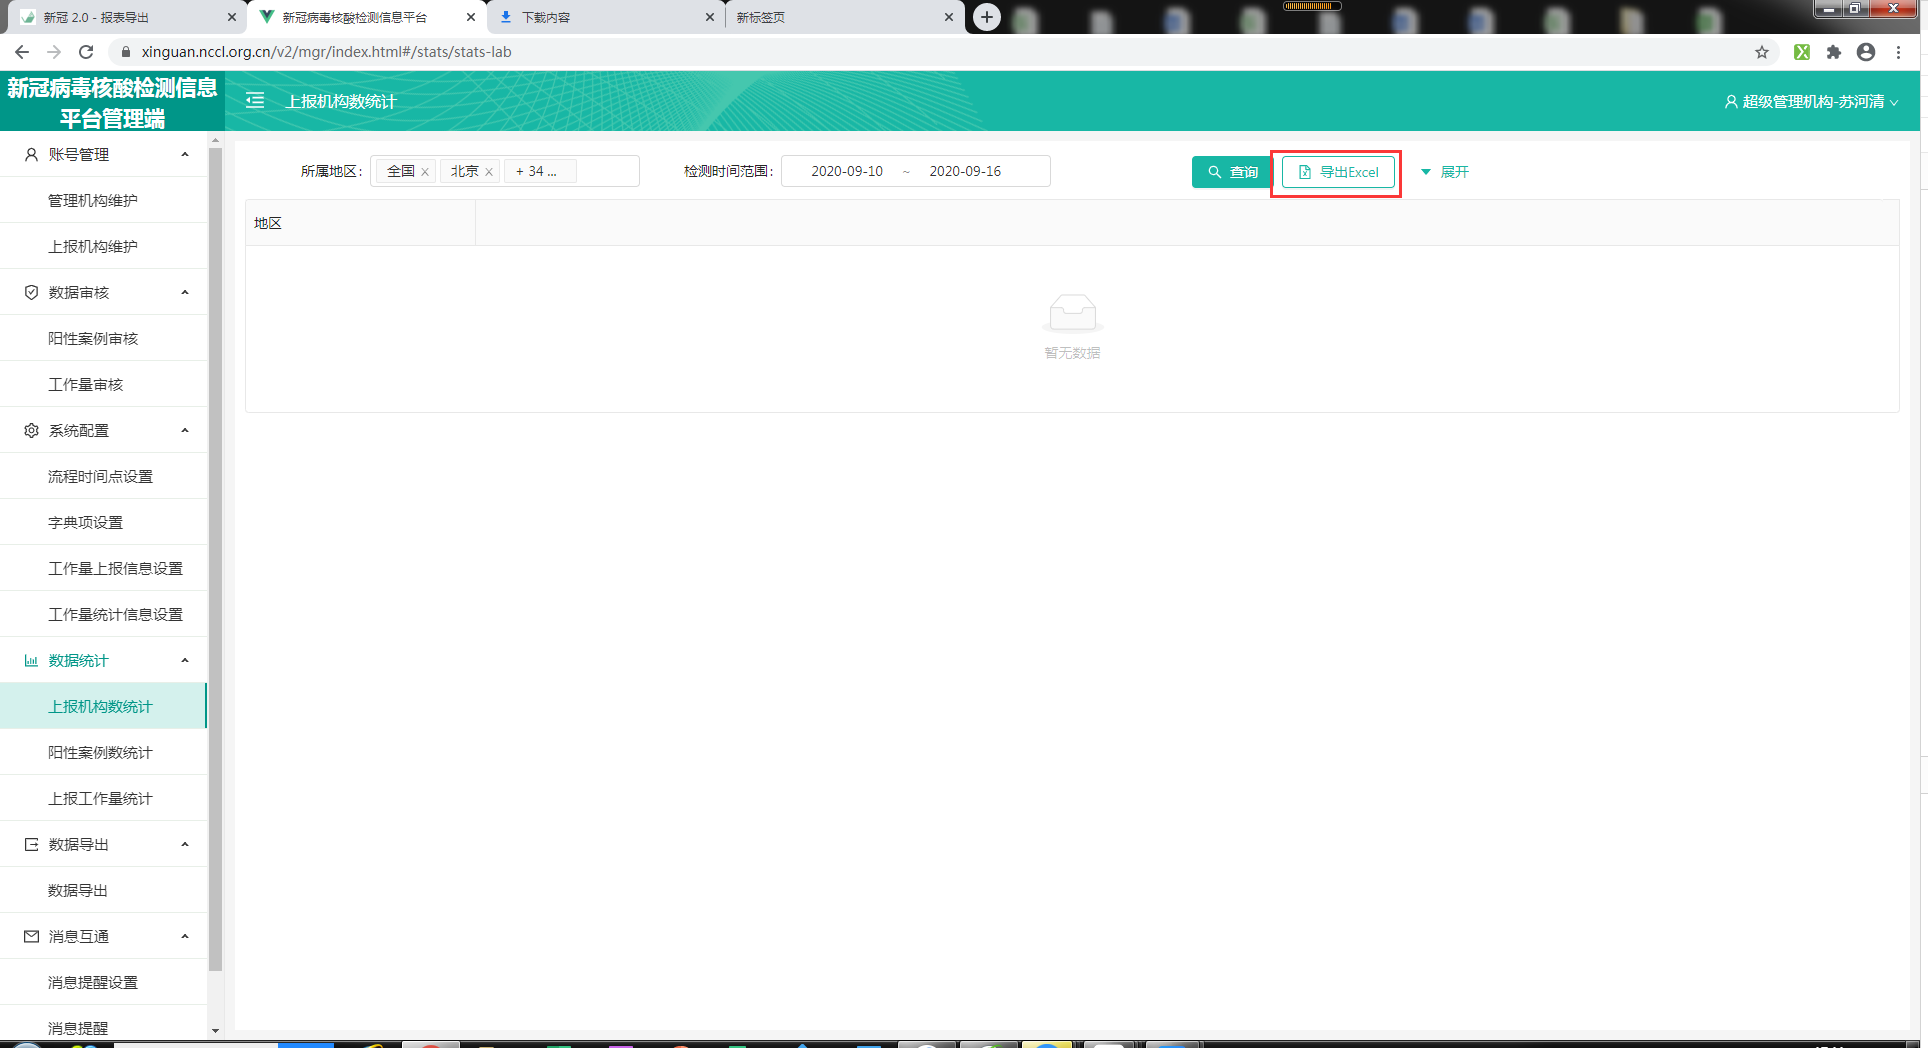 新冠 2.0 - 报表导出
新冠病毒核酸检测信息平台
下载内容
新标签页
xinguan.nccl.org.cn/v2/mgr/index.html#/stats/stats-lab
新冠病毒核酸检测信息
平台管理端
上报机构数统计
超级管理机构-苏河清
账号管理
管理机构维护
上报机构维护
数据审核
阳性案例审核
工作量审核
系统配置
流程时间点设置
字典项设置
工作量上报信息设置
工作量统计信息设置
数据统计
上报机构数统计
阳性案例数统计
上报工作量统计
数据导出
数据导出
消息互通
消息提醒设置
消息提醒
所属地区: 全国 北京 + 34 ...
检测时间范围: 2020-09-10 ~ 2020-09-16
查询
导出Excel
展开
地区
暂无数据